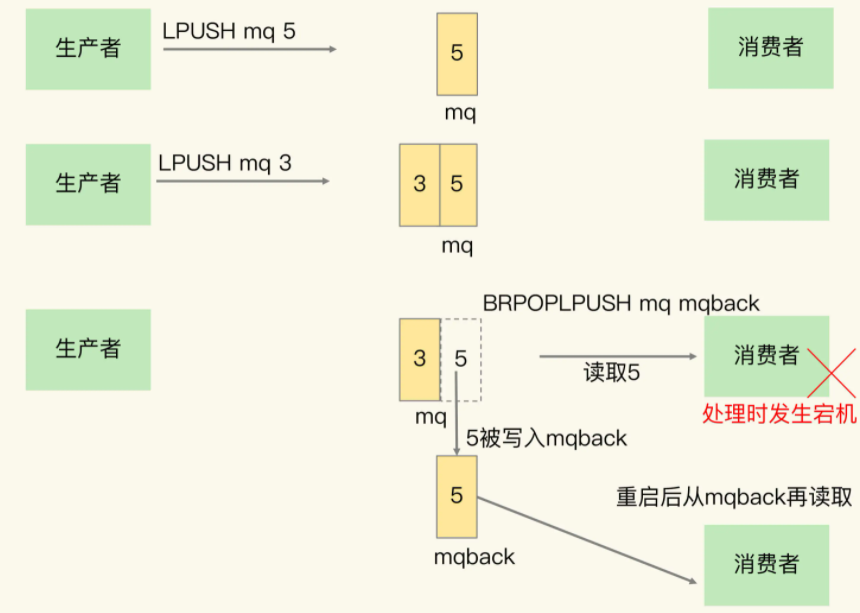 生产者
LPUSH mq 5
5
消费者
mq
生产者
LPUSH mq 3
3 5
消费者
mq
BRPOPLPUSH mq mqback
生产者
3 5
读取5
消费者
处理时发生宕机
mq
5被写入mqback
5
重启后从mqback再读取
mqback
消费者